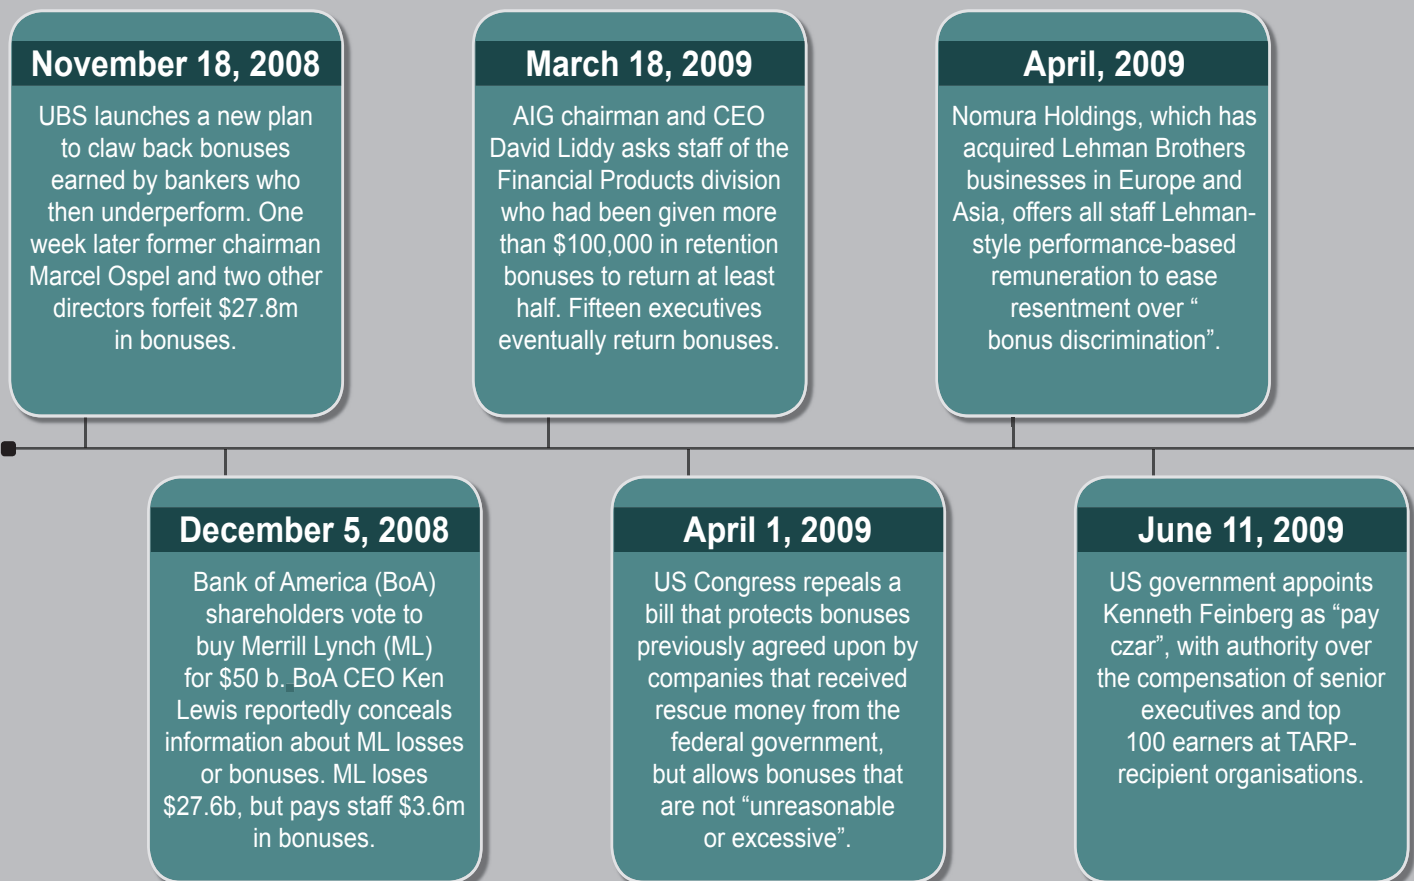 November 18, 2008
UBS launches a new plan
to claw back bonuses
earned by bankers who
then underperform. One
week later former chairman
Marcel Ospel and two other
directors forfeit $27.8m
in bonuses.
December 5, 2008
Bank of America (BoA)
shareholders vote to
buy Merrill Lynch (ML)
for $50 b. BoA CEO Ken
Lewis reportedly conceals
information about ML losses
or bonuses. ML loses
$27.6b, but pays staff $3.6m
in bonuses.
March 18, 2009
AIG chairman and CEO
David Liddy asks staff of the
Financial Products division
who had been given more
than $100,000 in retention
bonuses to return at least
half. Fifteen executives
eventually return bonuses.
April 1, 2009
US Congress repeals a
bill that protects bonuses
previously agreed upon by
companies that received
rescue money from the
federal government,
but allows bonuses that
are not “unreasonable
or excessive”.
April, 2009
Nomura Holdings, which has
acquired Lehman Brothers
businesses in Europe and
Asia, offers all staff Lehman-
style performance-based
remuneration to ease
resentment over “
bonus discrimination”.
June 11, 2009
US government appoints
Kenneth Feinberg as “pay
czar”, with authority over
the compensation of senior
executives and top
100 earners at TARP-
recipient organisations.